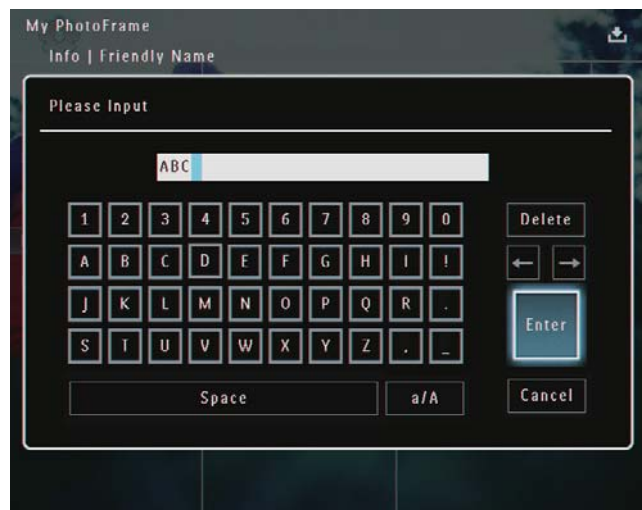 My PhotoFrame
Info | Friendly Name
Please Input
ABC
1 2 3 4 5 6 7 8 9 0 Delete
A B C D E F G H I ! ← →
J K L M N O P Q R . Enter
S T U V W X Y Z , _
Space a/A Cancel